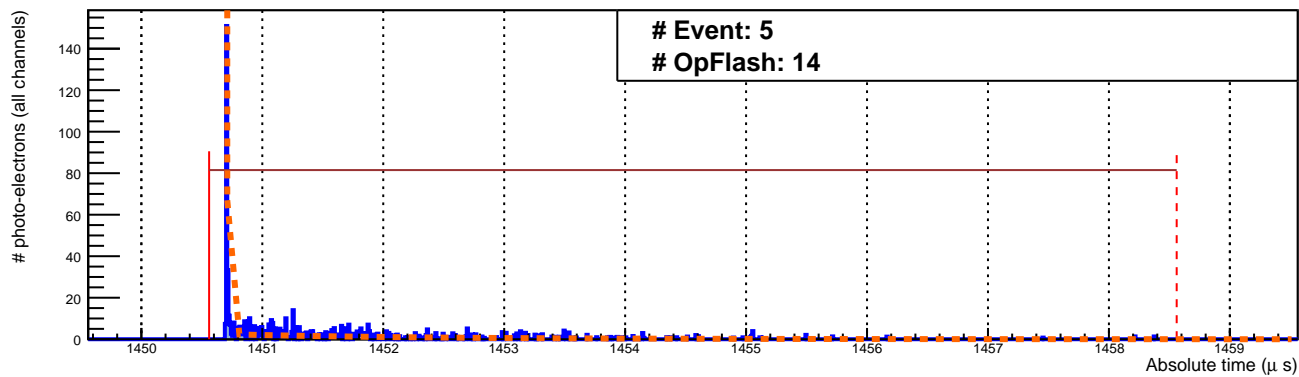 # Event: 5
# OpFlash: 14
# photo-electrons (all channels)
140
120
100
80
60
40
20
0
1450 1451 1452 1453 1454 1455 1456 1457 1458 1459
Absolute time (μ s)